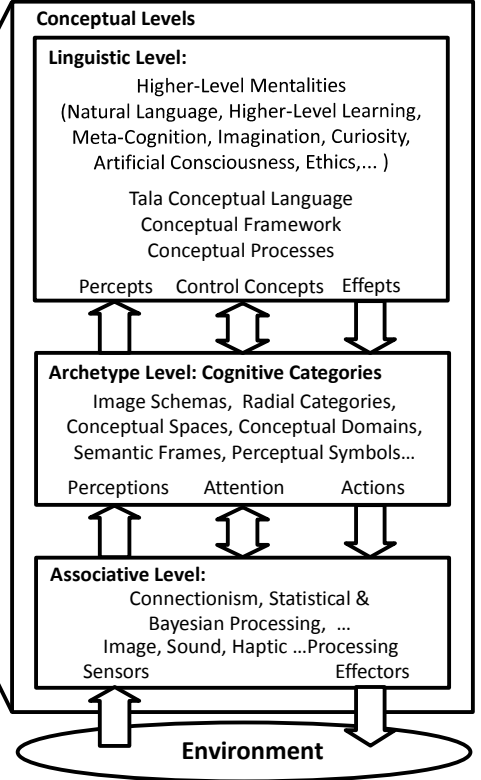 Conceptual Levels
Linguistic Level:
Higher-Level Mentalities
(Natural Language, Higher-Level Learning,
Meta-Cognition, Imagination, Curiosity,
Artificial Consciousness, Ethics,... )
Tala Conceptual Language
Conceptual Framework
Conceptual Processes
Percepts Control Concepts Effepts
Archetype Level: Cognitive Categories
Image Schemas, Radial Categories,
Conceptual Spaces, Conceptual Domains,
Semantic Frames, Perceptual Symbols...
Perceptions Attention Actions
Associative Level:
Connectionism, Statistical &
Bayesian Processing, ...
Image, Sound, Haptic ...Processing
Sensors Effectors
Environment